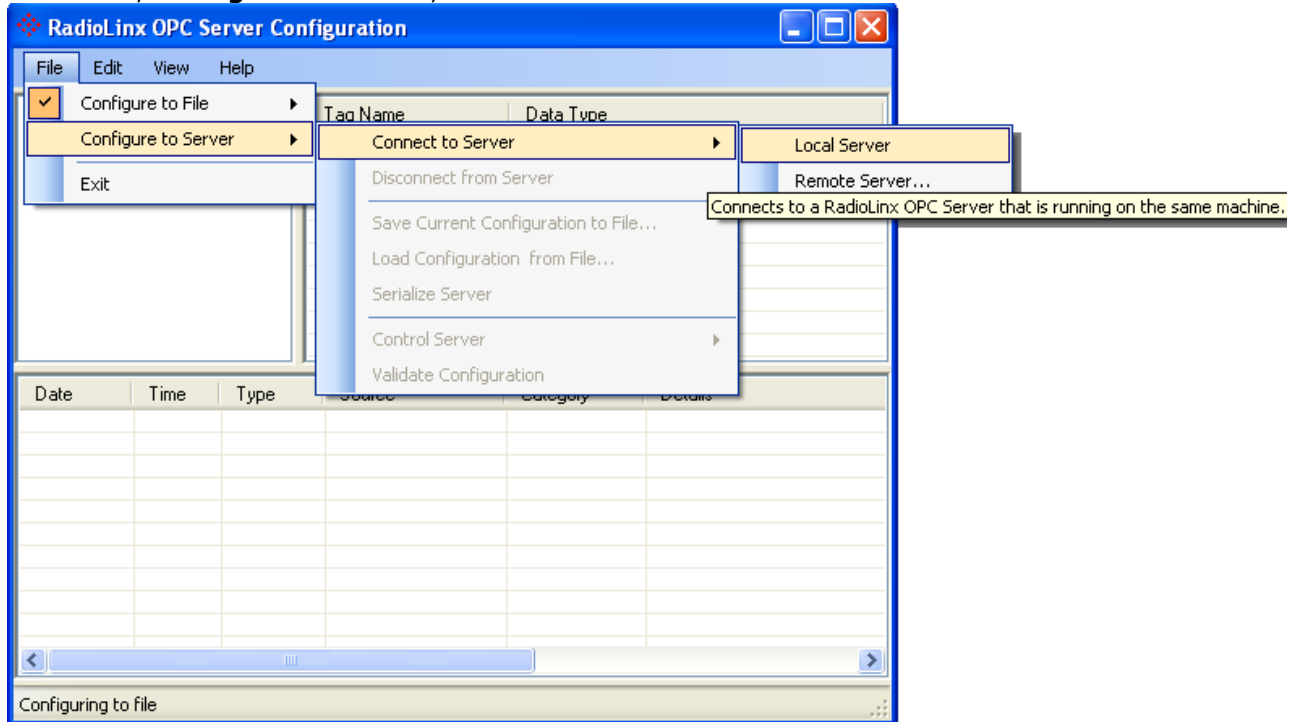 RadioLinx OPC Server Configuration
File Edit View Help
Configure to File
Tag Name Data Type
Configure to Server
Connect to Server
Local Server
Exit
Disconnect from Server
Remote Server...
Connects to a RadioLinx OPC Server that is running on the same machine.
Save Current Configuration to File...
Load Configuration from File...
Serialize Server
Control Server
Validate Configuration
Date Time Type Source Category Details
Configuring to file